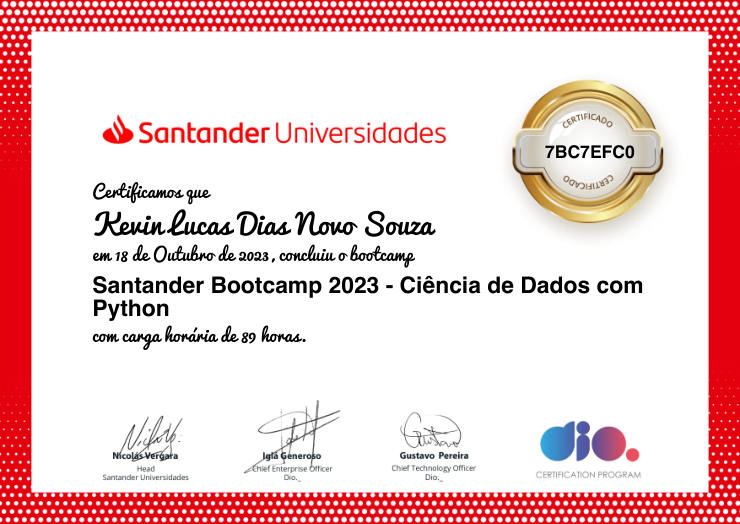 Santander Universidades
CERTIFICADO
7BC7EFC0
CERTIFICADO
Certificamos que
Kevin Lucas Dias Novo Souza
em 18 de Outubro de 2023, concluiu o bootcamp
Santander Bootcamp 2023 - Ciência de Dados com
Python
com carga horária de 89 horas.
Nicolás Vergara
Head
Santander Universidades
Iglá Generoso
Chief Enterprise Officer
Dio._
Gustavo Pereira
Chief Technology Officer
Dio._
dio.
CERTIFICATION PROGRAM